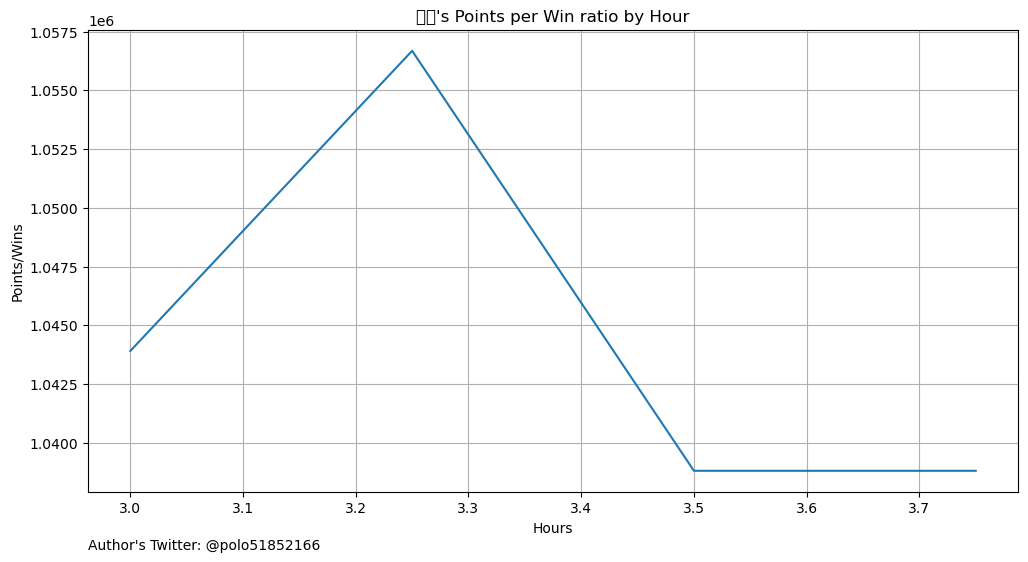 's Points per Win ratio by Hour
1e6
1.0575
1.0550
1.0525
1.0500
1.0475
1.0450
1.0425
1.0400
Points/Wins
3.0 3.1 3.2 3.3 3.4 3.5 3.6 3.7
Hours
Author's Twitter: @polo51852166